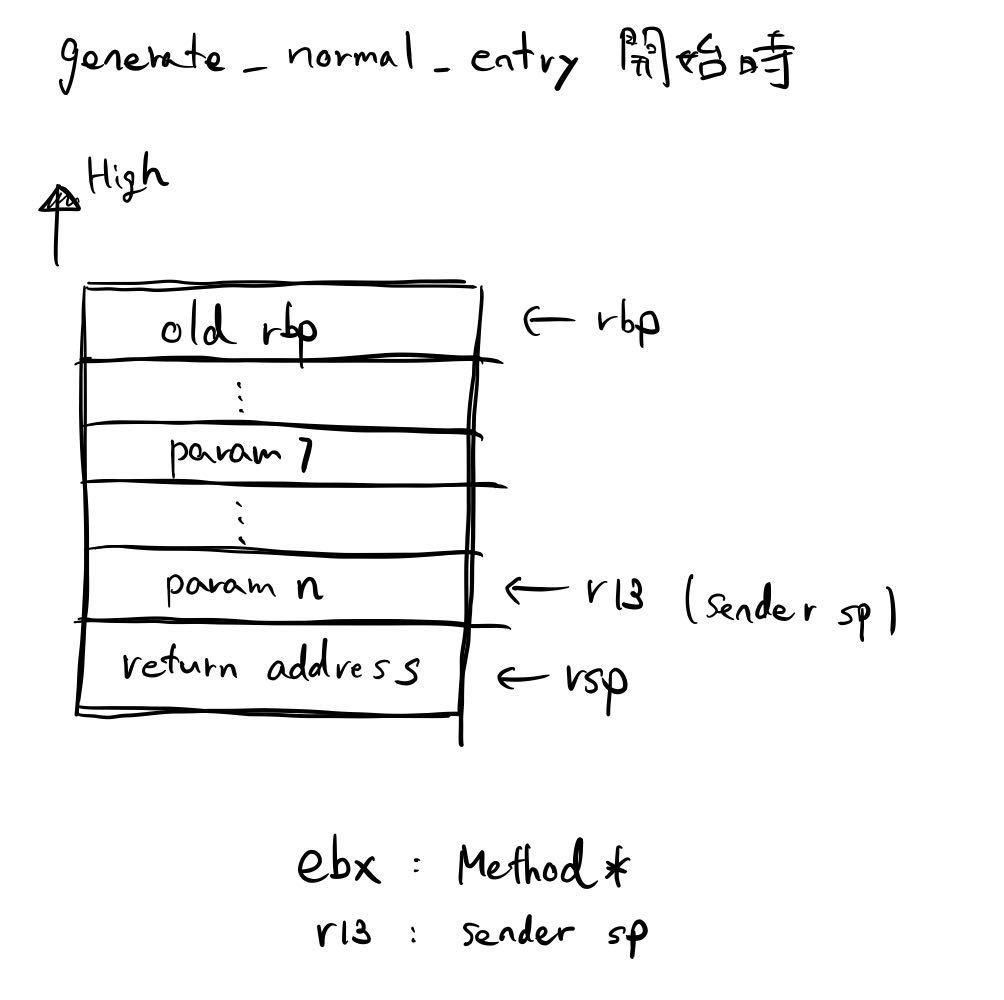 generate_normal_entry 開始時
High
old rbp ← rbp
⋮
param 1
⋮
param n ← r13 (sender sp)
return address ← rsp
ebx : Method*
r13 : sender sp